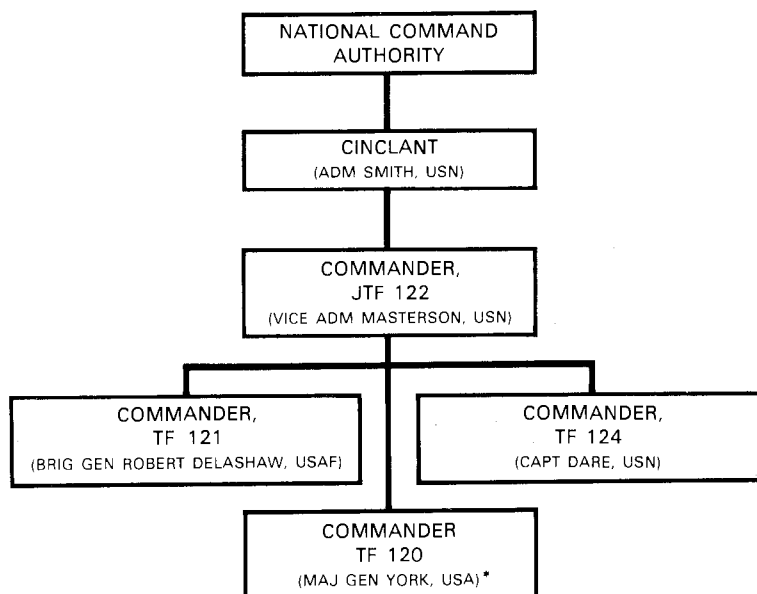 NATIONAL COMMAND
AUTHORITY
CINCLANT
(ADM SMITH, USN)
COMMANDER,
JTF 122
(VICE ADM MASTERSON, USN)
COMMANDER,
TF 121
(BRIG GEN ROBERT DELASHAW, USAF)
COMMANDER,
TF 124
(CAPT DARE, USN)
COMMANDER
TF 120
(MAJ GEN YORK, USA)*